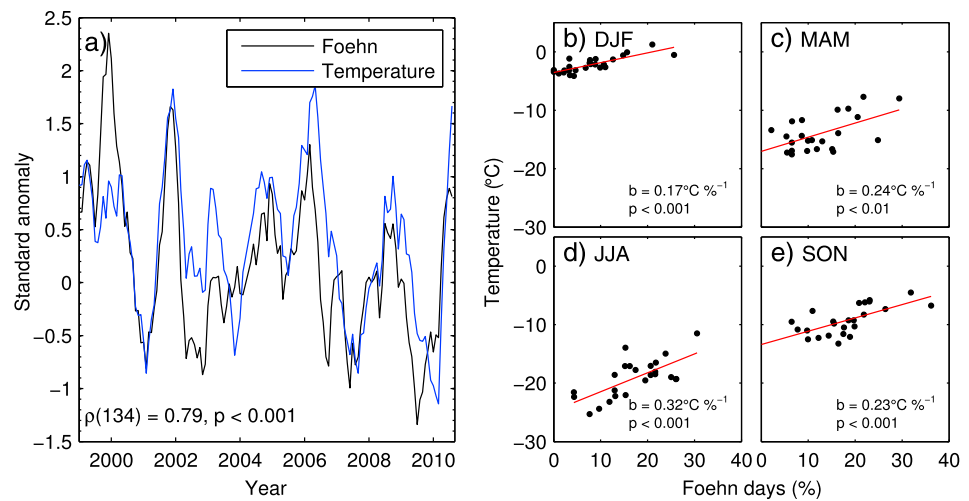 a)
Foehn
Temperature
2.5
2
1.5
1
0.5
0
−0.5
−1
−1.5
Standard anomaly
ρ(134) = 0.79, p < 0.001
2000 2002 2004 2006 2008 2010
Year
b) DJF
0
−10
−20
−30
b = 0.17°C %−1
p < 0.001
c) MAM
b = 0.24°C %−1
p < 0.01
Temperature (°C)
d) JJA
0
−10
−20
−30
b = 0.32°C %−1
p < 0.001
0 10 20 30 40
e) SON
b = 0.23°C %−1
p < 0.001
0 10 20 30 40
Foehn days (%)